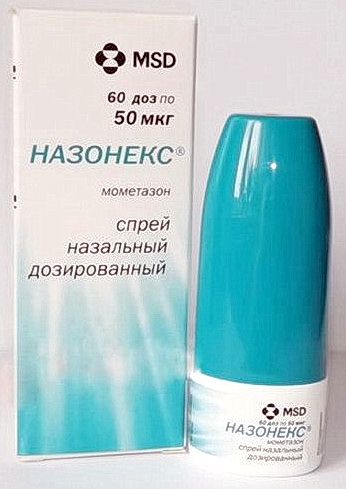 MSD
60 доз по
50 мкг
НАЗОНЕКС®
мометазон
спрей
назальный
дозированный
MSD
60 доз по 50 мкг
НАЗОНЕКС®
мометазон
спрей назальный
дозированный